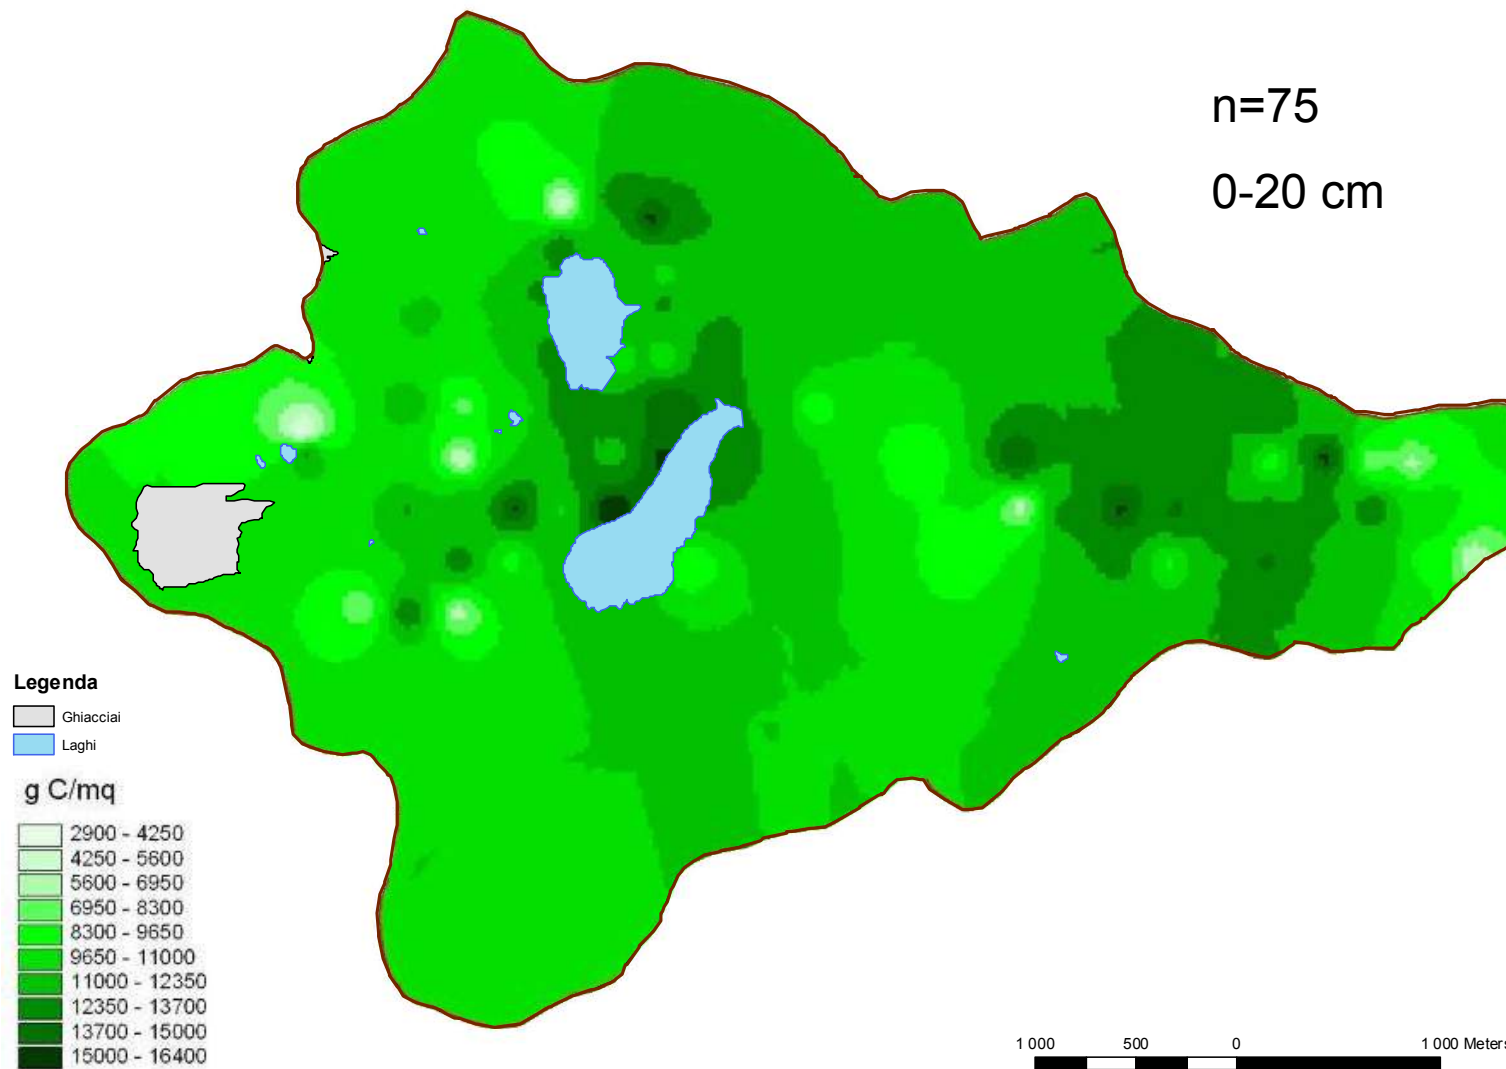 n=75
0-20 cm
Legenda
Ghiacciai
Laghi
g C/mq
2900 - 4250
4250 - 5600
5600 - 6950
6950 - 8300
8300 - 9650
9650 - 11000
11000 - 12350
12350 - 13700
13700 - 15000
15000 - 16400
1 000 500 0 1 000 Meters